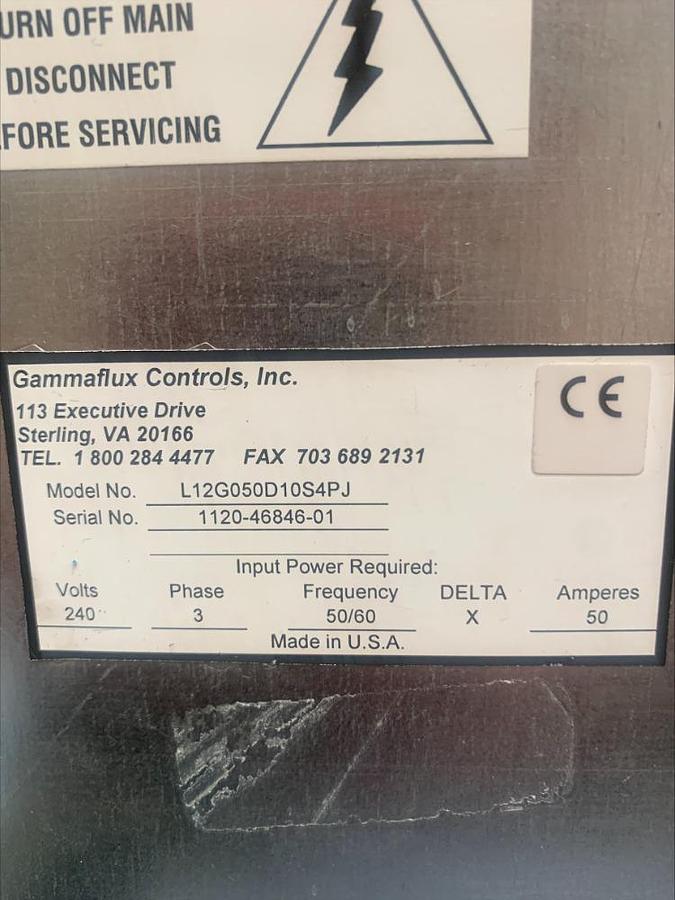 URN OFF MAIN
DISCONNECT
FORE SERVICING
Gammaflux Controls, Inc.
CE
113 Executive Drive
Sterling, VA 20166
TEL. 1 800 284 4477 FAX 703 689 2131
Model No. L12G050D10S4PJ
Serial No. 1120-46846-01
Input Power Required:
Volts Phase Frequency DELTA Amperes
240 3 50/60 X 50
Made in U.S.A.